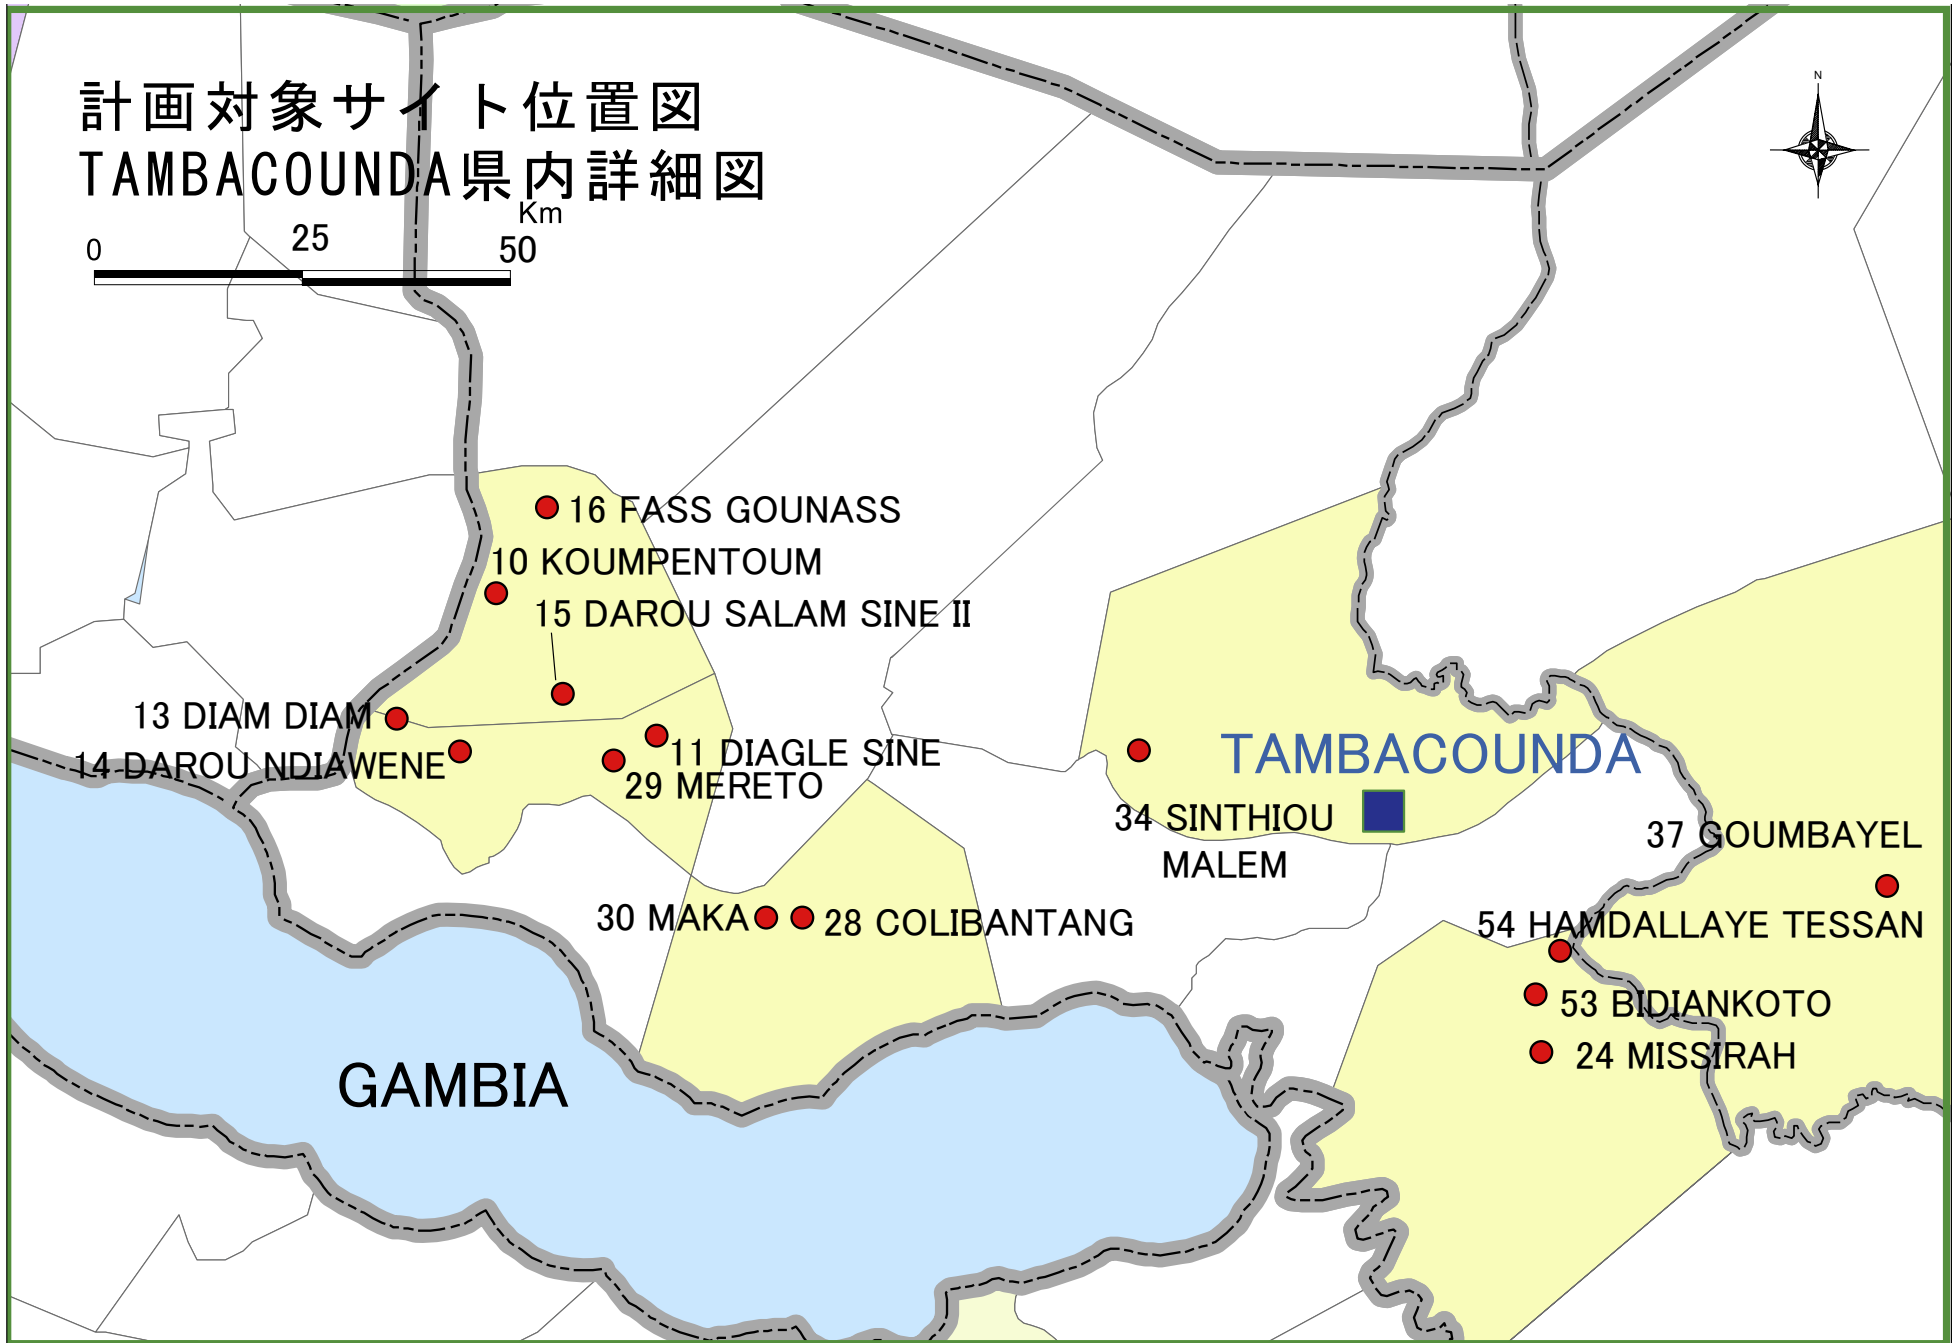 計画対象サイト位置図
N
TAMBACOUNDA県内詳細図
Km
0 25 50
16 FASS GOUNASS
10 KOUMPENTOUM
15 DAROU SALAM SINE II
13 DIAM DIAM
14 DAROU NDIAWENE
11 DIAGLE SINE
29 MERETO
TAMBACOUNDA
34 SINTHIOU
MALEM
37 GOUMBAYEL
30 MAKA
28 COLIBANTANG
54 HAMDALLAYE TESSAN
53 BIDIANKOTO
24 MISSIRAH
GAMBIA